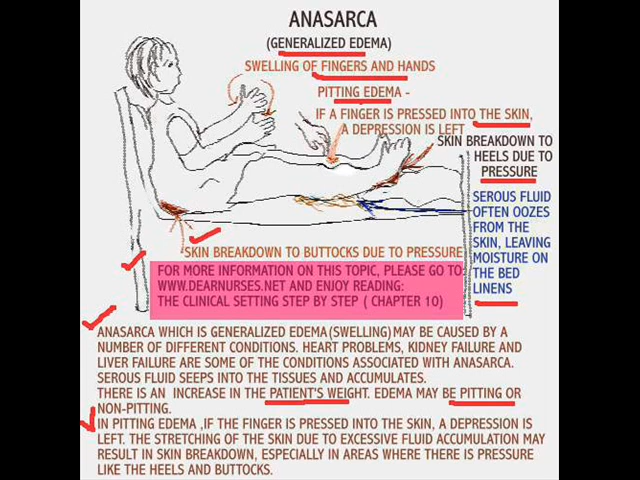 ANASARCA
(GENERALIZED EDEMA)
SWELLING OF FINGERS AND HANDS
PITTING EDEMA -
IF A FINGER IS PRESSED INTO THE SKIN,
A DEPRESSION IS LEFT
SKIN BREAKDOWN TO
HEELS DUE TO
PRESSURE
SEROUS FLUID
OFTEN OOZES
FROM THE
SKIN, LEAVING
MOISTURE ON
THE BED
LINENS
SKIN BREAKDOWN TO BUTTOCKS DUE TO PRESSURE
FOR MORE INFORMATION ON THIS TOPIC, PLEASE GO TO
WWW.DEARNURSES.NET AND ENJOY READING:
THE CLINICAL SETTING STEP BY STEP ( CHAPTER 10)
ANASARCA WHICH IS GENERALIZED EDEMA(SWELLING) MAY BE CAUSED BY A
NUMBER OF DIFFERENT CONDITIONS. HEART PROBLEMS, KIDNEY FAILURE AND
LIVER FAILURE ARE SOME OF THE CONDITIONS ASSOCIATED WITH ANASARCA.
SEROUS FLUID SEEPS INTO THE TISSUES AND ACCUMULATES.
THERE IS AN INCREASE IN THE PATIENT'S WEIGHT. EDEMA MAY BE PITTING OR
NON-PITTING.
IN PITTING EDEMA ,IF THE FINGER IS PRESSED INTO THE SKIN, A DEPRESSION IS
LEFT. THE STRETCHING OF THE SKIN DUE TO EXCESSIVE FLUID ACCUMULATION MAY
RESULT IN SKIN BREAKDOWN, ESPECIALLY IN AREAS WHERE THERE IS PRESSURE
LIKE THE HEELS AND BUTTOCKS.